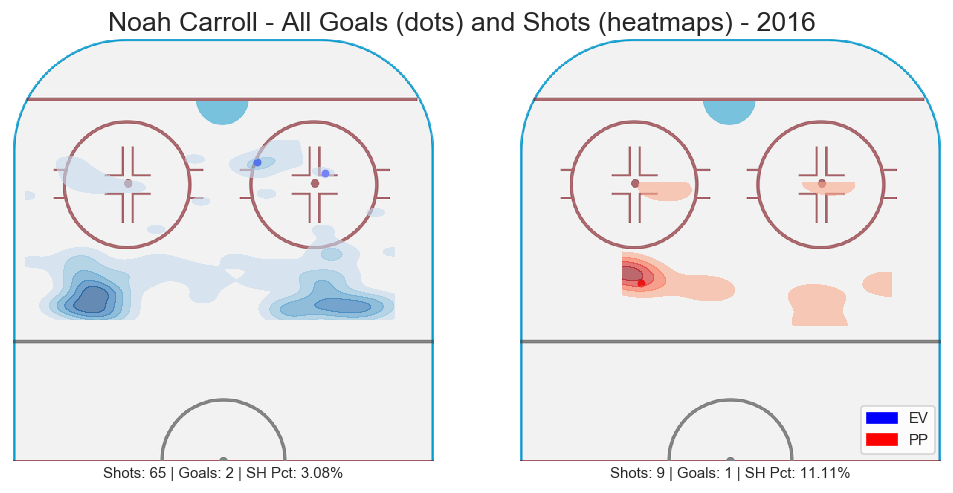 Noah Carroll - All Goals (dots) and Shots (heatmaps) - 2016
EV
PP
Shots: 65 | Goals: 2 | SH Pct: 3.08%
Shots: 9 | Goals: 1 | SH Pct: 11.11%